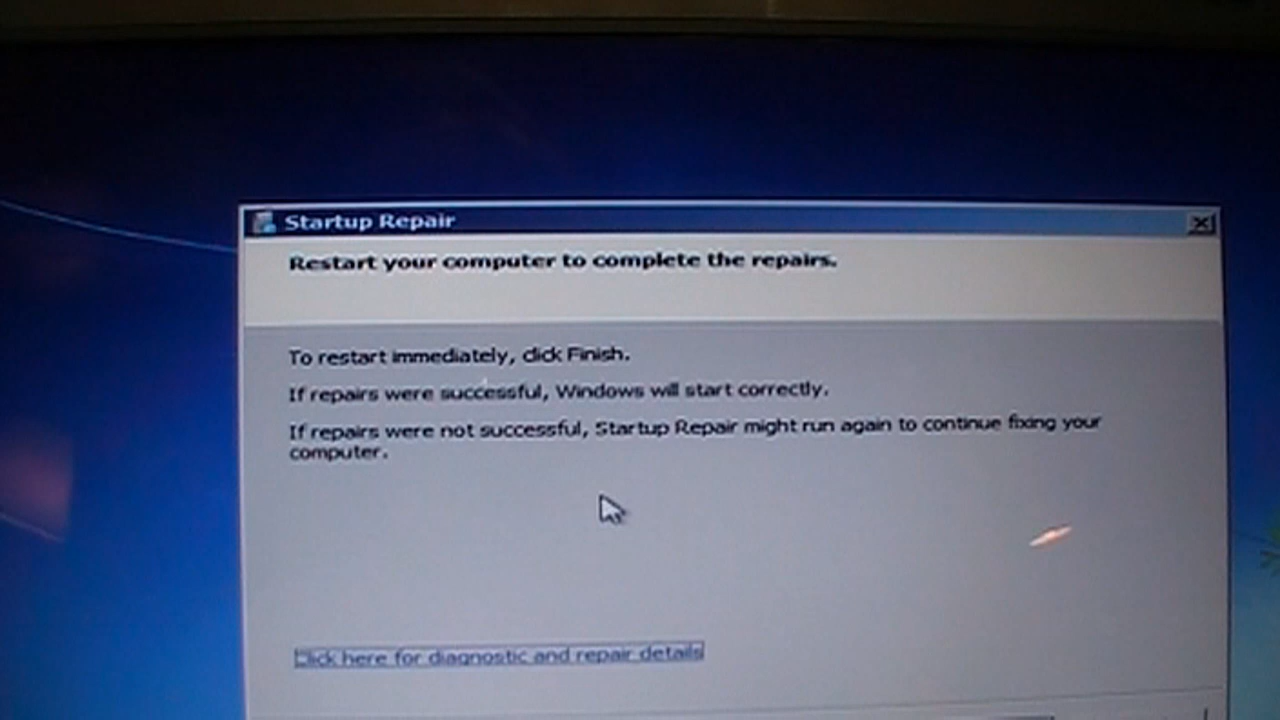 Startup Repair
Restart your computer to complete the repairs.
To restart immediately, click Finish.
If repairs were successful, Windows will start correctly.
If repairs were not successful, Startup Repair might run again to continue fixing your
computer.
Click here for diagnostic and repair details